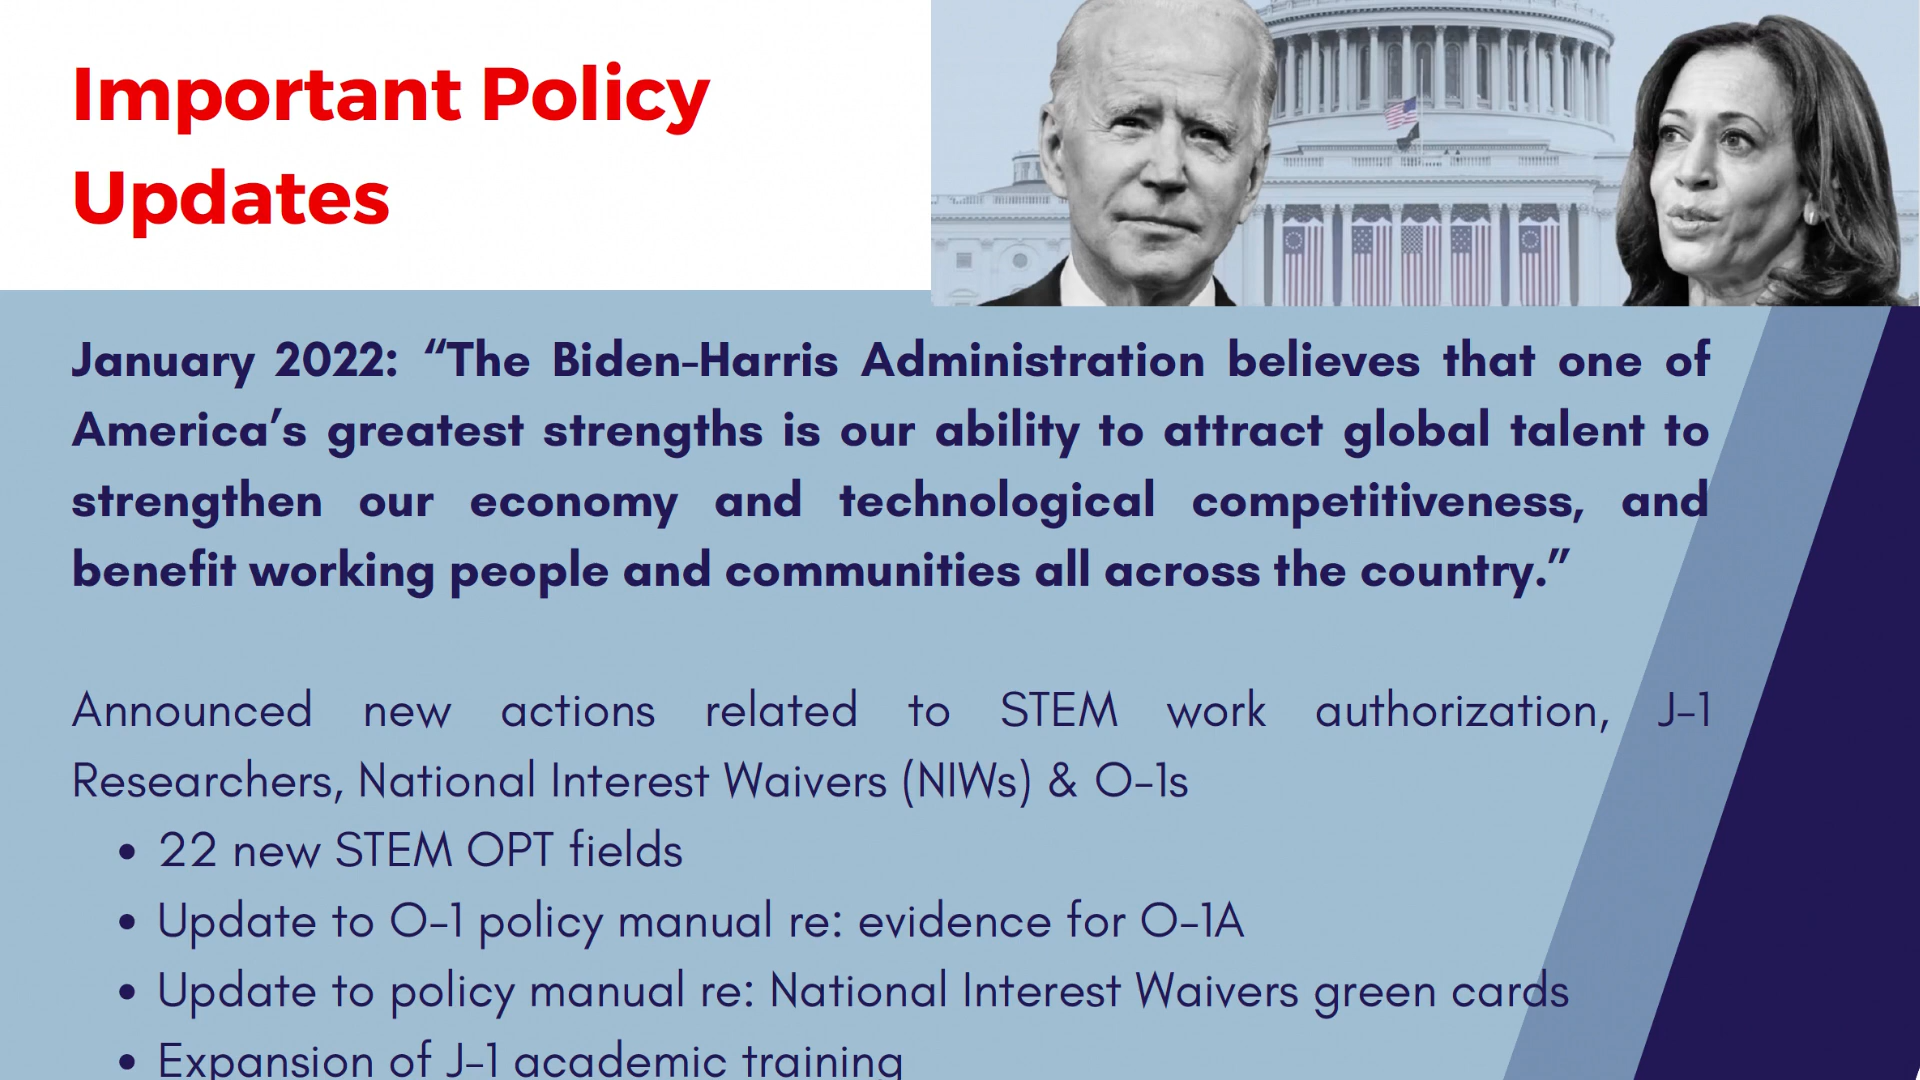 Important Policy
Updates
January 2022: “The Biden-Harris Administration believes that one of
America’s greatest strengths is our ability to attract global talent to
strengthen our economy and technological competitiveness, and
benefit working people and communities all across the country.”
Announced new actions related to STEM work authorization, J-1
Researchers, National Interest Waivers (NIWs) & O-1s
• 22 new STEM OPT fields
• Update to O-1 policy manual re: evidence for O-1A
• Update to policy manual re: National Interest Waivers green cards
• Expansion of J-1 academic training